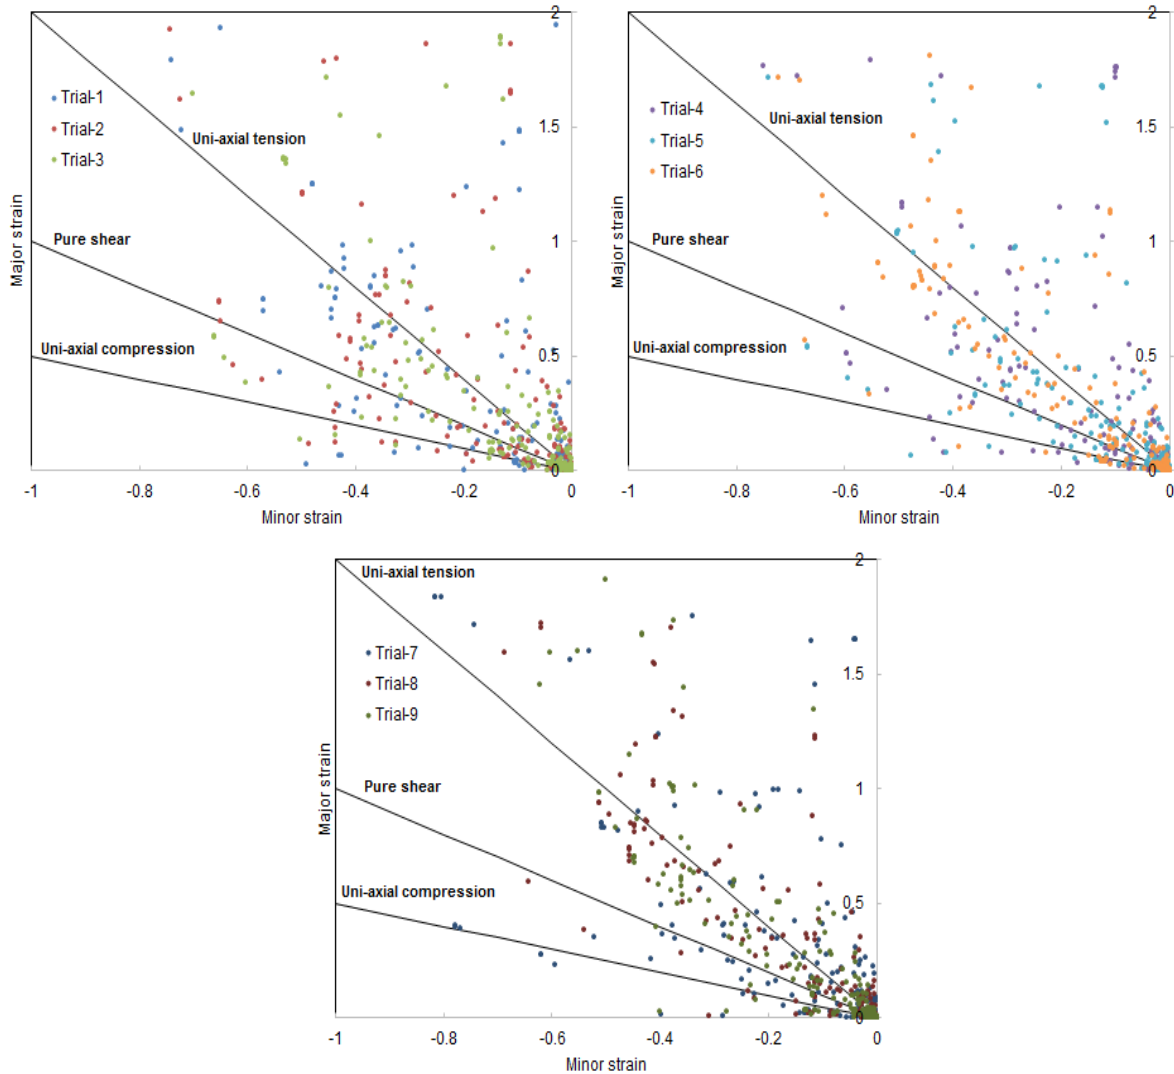 2
Trial-1
Trial-2
Trial-3
Uni-axial tension
1.5
Pure shear
1
Uni-axial compression
0.5
0
Major strain
-1
-0.8
-0.6
-0.4
-0.2
0
Minor strain
2
Trial-4
Trial-5
Trial-6
Uni-axial tension
1.5
Pure shear
1
Uni-axial compression
0.5
0
Major strain
-1
-0.8
-0.6
-0.4
-0.2
0
Minor strain
2
Uni-axial tension
Trial-7
Trial-8
Trial-9
1.5
Pure shear
1
Uni-axial compression
0.5
0
Major strain
-1
-0.8
-0.6
-0.4
-0.2
0
Minor strain